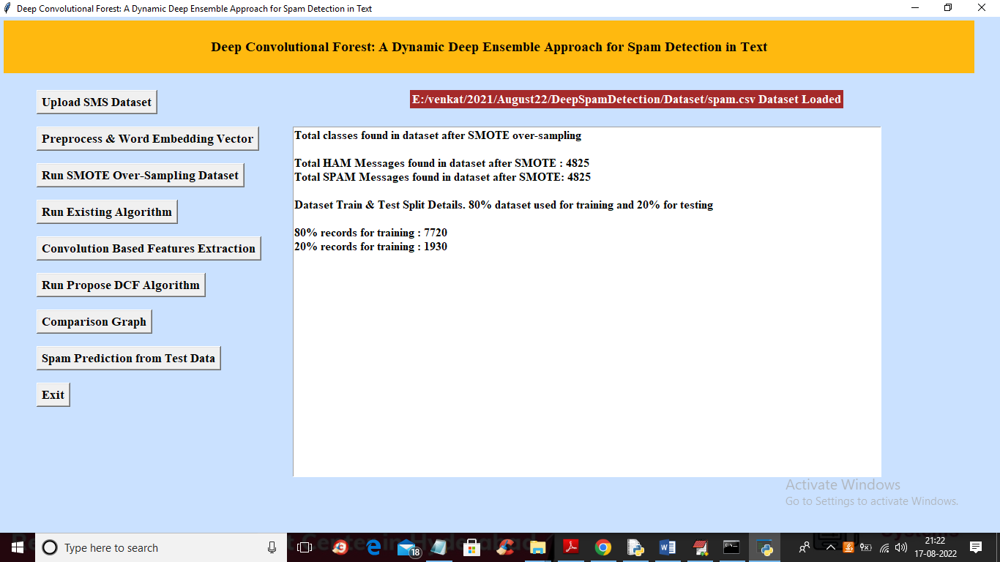 Deep Convolutional Forest: A Dynamic Deep Ensemble Approach for Spam Detection in Text
Deep Convolutional Forest: A Dynamic Deep Ensemble Approach for Spam Detection in Text
Upload SMS Dataset
E:/venkat/2021/August22/DeepSpamDetection/Dataset/spam.csv Dataset Loaded
Preprocess & Word Embedding Vector
Run SMOTE Over-Sampling Dataset
Run Existing Algorithm
Convolution Based Features Extraction
Run Propose DCF Algorithm
Comparison Graph
Spam Prediction from Test Data
Exit
Total classes found in dataset after SMOTE over-sampling
Total HAM Messages found in dataset after SMOTE : 4825
Total SPAM Messages found in dataset after SMOTE: 4825
Dataset Train & Test Split Details. 80% dataset used for training and 20% for testing
80% records for training : 7720
20% records for training : 1930
Activate Windows
Go to Settings to activate Windows.
Type here to search
18
21:22
17-08-2022